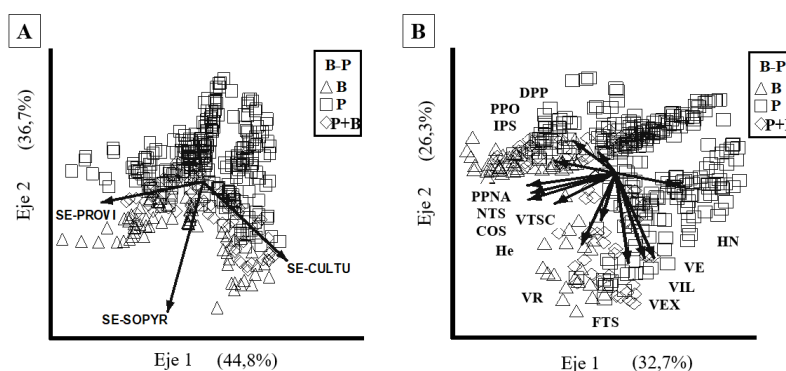 A
B-P
B
P
P+B
SE-PROVI
SE-CULTU
SE-SOPYR
Eje 2 (36,7%)
Eje 1 (44,8%)
B
B-P
B
P
P+
DPP
PPO
IPS
PPNA
NTS
VTSC
COS
He
HN
VE
VIL
VR
VEX
FTS
Eje 2 (26,3%)
Eje 1 (32,7%)